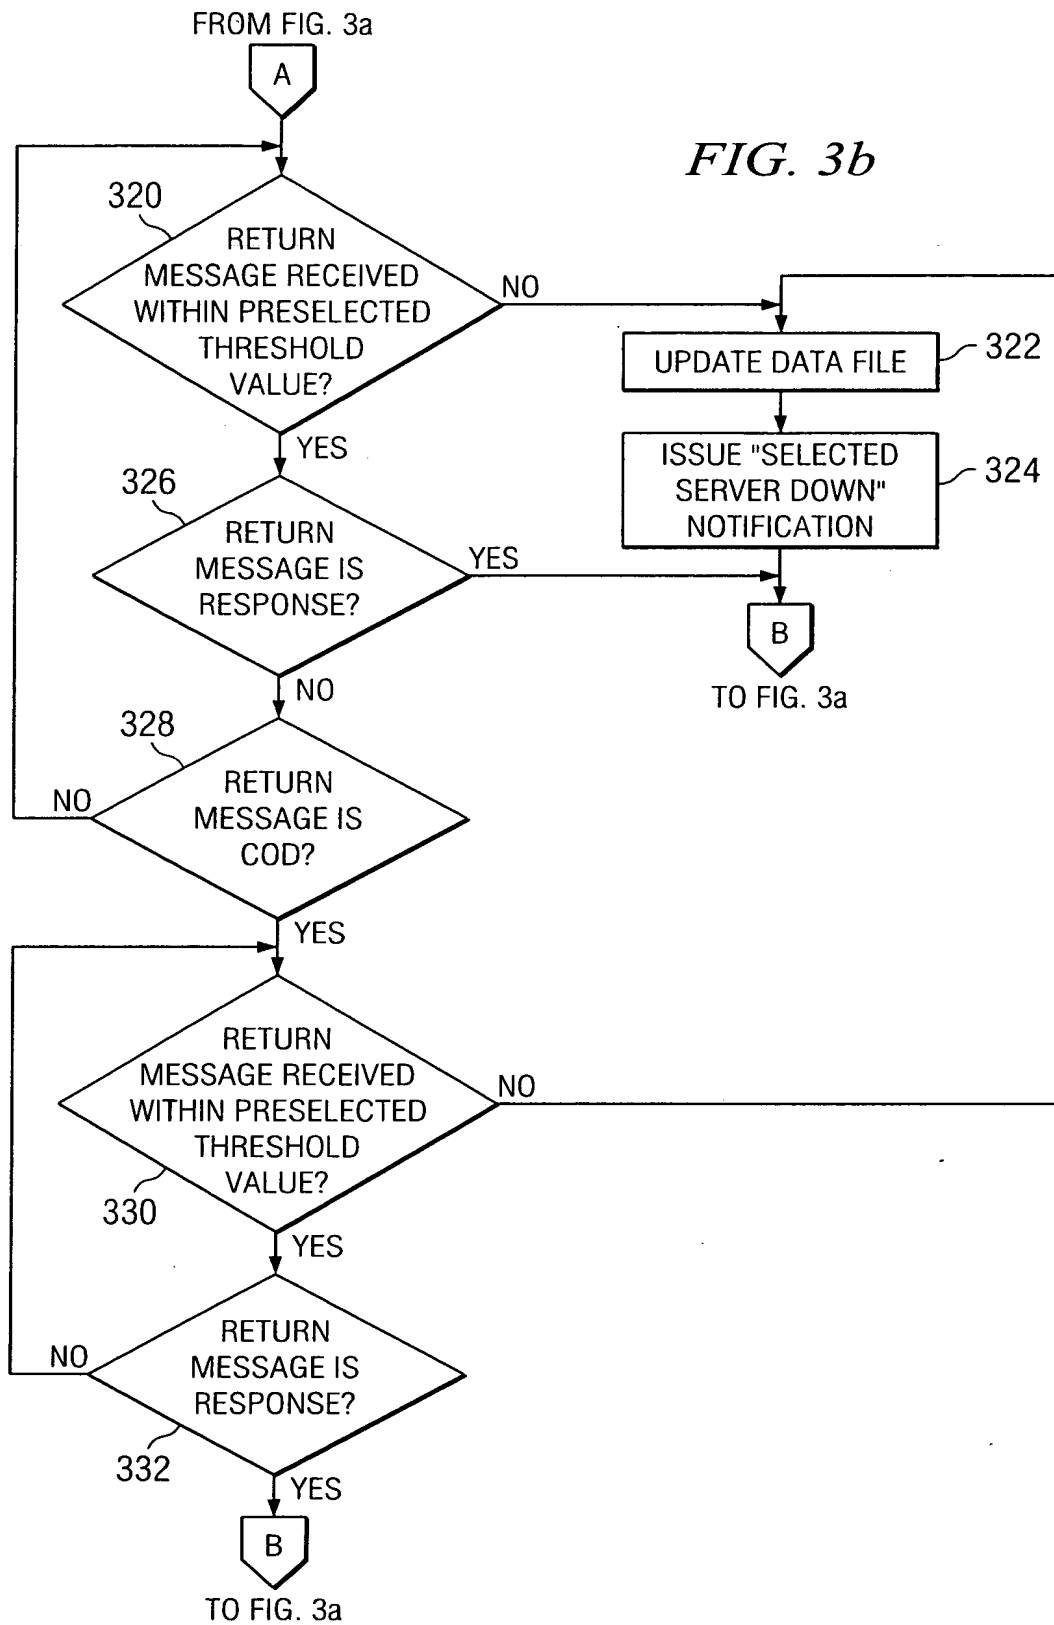 FROM FIG. 3a
A
FIG. 3b
320
RETURN
MESSAGE RECEIVED
WITHIN PRESELECTED
THRESHOLD
VALUE?
NO
YES
UPDATE DATA FILE
322
ISSUE "SELECTED
SERVER DOWN"
NOTIFICATION
324
326
RETURN
MESSAGE IS
RESPONSE?
YES
NO
B
TO FIG. 3a
328
RETURN
MESSAGE IS
COD?
NO
YES
RETURN
MESSAGE RECEIVED
WITHIN PRESELECTED
THRESHOLD
VALUE?
NO
330
YES
RETURN
MESSAGE IS
RESPONSE?
NO
332
YES
B
TO FIG. 3a